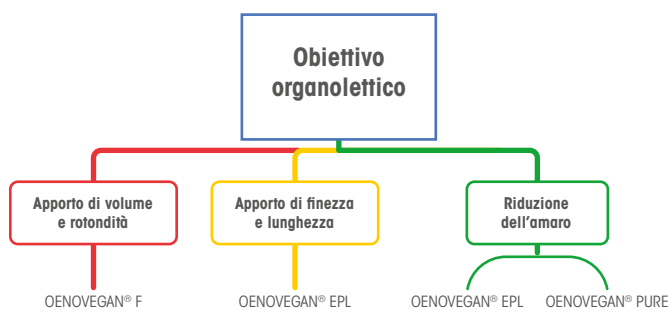 Obiettivo
organolettico
Apporto di volume
e rotondità
Apporto di finezza
e lunghezza
Riduzione
dell'amaro
OENOVEGAN® F
OENOVEGAN® EPL
OENOVEGAN® EPL
OENOVEGAN® PURE